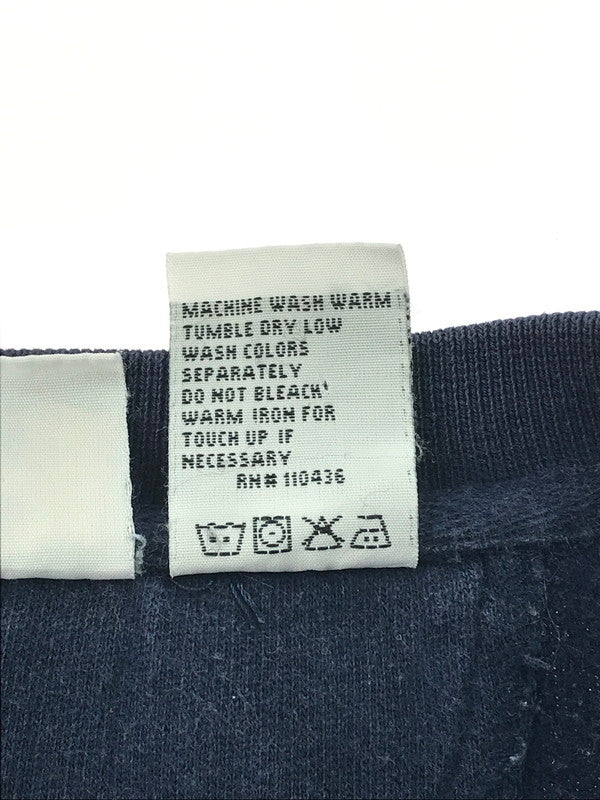 MACHINE WASH WARM
TUMBLE DRY LOW
WASH COLORS
SEPARATELY
DO NOT BLEACH
WARM IRON FOR
TOUCH UP IF
NECESSARY
RN# 110436